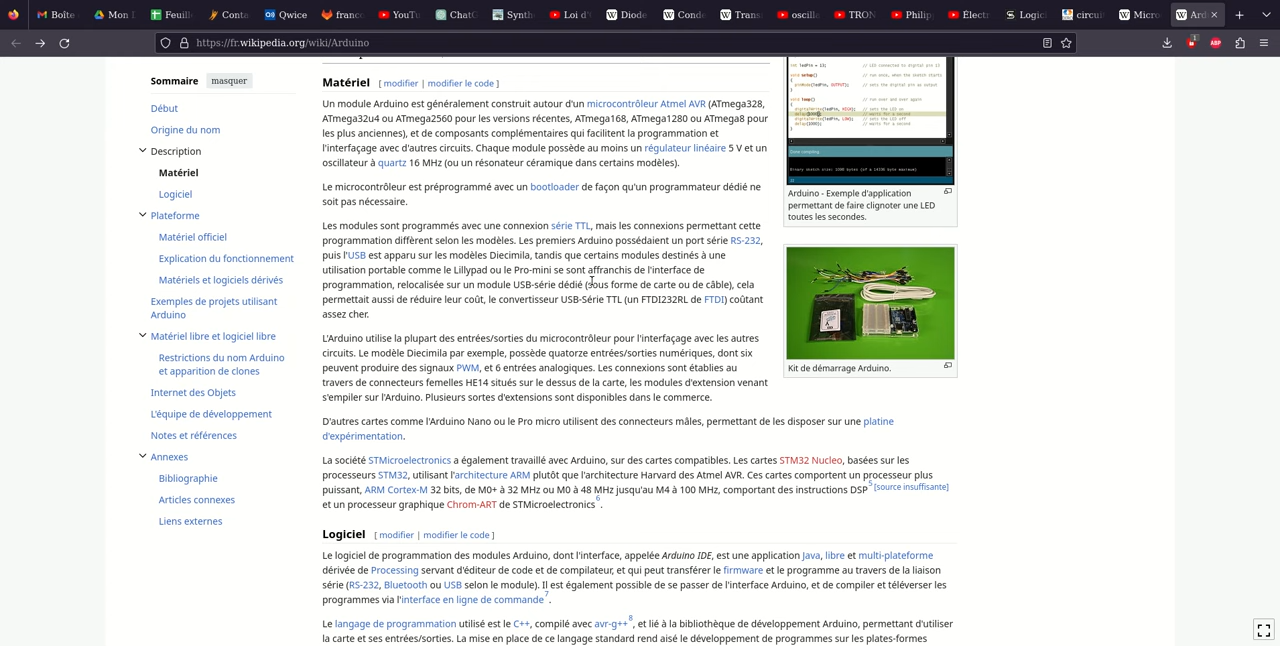 Boîte
Mon I
Feuill
Conta
Qwice
franc
YouTu
ChatG
Synth
Loi d'
Diode
Conde
Trans
oscilla
TRON
Philip
Électr
Logic
circui
Micro
Ard
https://fr.wikipedia.org/wiki/Arduino
Sommaire masquer
Début
Origine du nom
Description
Matériel
Logiciel
Plateforme
Matériel officiel
Explication du fonctionnement
Matériels et logiciels dérivés
Exemples de projets utilisant
Arduino
Matériel libre et logiciel libre
Restrictions du nom Arduino
et apparition de clones
Internet des Objets
L'équipe de développement
Notes et références
Annexes
Bibliographie
Articles connexes
Liens externes
Matériel [ modifier | modifier le code ]
Un module Arduino est généralement construit autour d'un microcontrôleur Atmel AVR (ATmega328,
ATmega32u4 ou ATmega2560 pour les versions récentes, ATmega168, ATmega1280 ou ATmega8 pour
les plus anciennes), et de composants complémentaires qui facilitent la programmation et
l'interfaçage avec d'autres circuits. Chaque module possède au moins un régulateur linéaire 5 V et un
oscillateur à quartz 16 MHz (ou un résonateur céramique dans certains modèles).
Le microcontrôleur est préprogrammé avec un bootloader de façon qu'un programmateur dédié ne
soit pas nécessaire.
Les modules sont programmés avec une connexion série TTL, mais les connexions permettant cette
programmation diffèrent selon les modèles. Les premiers Arduino possédaient un port série RS-232,
puis l'USB est apparu sur les modèles Diecimila, tandis que certains modules destinés à une
utilisation portable comme le Lillypad ou le Pro-mini se sont affranchis de l'interface de
programmation, relocalisée sur un module USB-série dédié (sous forme de carte ou de câble), cela
permettait aussi de réduire leur coût, le convertisseur USB-Série TTL (un FTDI232RL de FTDI) coûtant
assez cher.
L'Arduino utilise la plupart des entrées/sorties du microcontrôleur pour l'interfaçage avec les autres
circuits. Le modèle Diecimila par exemple, possède quatorze entrées/sorties numériques, dont six
peuvent produire des signaux PWM, et 6 entrées analogiques. Les connexions sont établies au
travers de connecteurs femelles HE14 situés sur le dessus de la carte, les modules d'extension venant
s'empiler sur l'Arduino. Plusieurs sortes d'extensions sont disponibles dans le commerce.
D'autres cartes comme l'Arduino Nano ou le Pro micro utilisent des connecteurs mâles, permettant de les disposer sur une platine
d'expérimentation.
La société STMicroelectronics a également travaillé avec Arduino, sur des cartes compatibles. Les cartes STM32 Nucleo, basées sur les
processeurs STM32, utilisant l'architecture ARM plutôt que l'architecture Harvard des Atmel AVR. Ces cartes comportent un processeur plus
puissant, ARM Cortex-M 32 bits, de M0+ à 32 MHz ou M0 à 48 MHz jusqu'au M4 à 100 MHz, comportant des instructions DSP5 [source insuffisante]
et un processeur graphique Chrom-ART de STMicroelectronics6.
Logiciel [ modifier | modifier le code ]
Le logiciel de programmation des modules Arduino, dont l'interface, appelée Arduino IDE, est une application Java, libre et multi-plateforme
dérivée de Processing servant d'éditeur de code et de compilateur, et qui peut transférer le firmware et le programme au travers de la liaison
série (RS-232, Bluetooth ou USB selon le module). Il est également possible de se passer de l'interface Arduino, et de compiler et téléverser les
programmes via l'interface en ligne de commande7.
Le langage de programmation utilisé est le C++, compilé avec avr-g++8, et lié à la bibliothèque de développement Arduino, permettant d'utiliser
la carte et ses entrées/sorties. La mise en place de ce langage standard rend aisé le développement de programmes sur les plates-formes
Arduino - Exemple d'application
permettant de faire clignoter une LED
toutes les secondes.
Kit de démarrage Arduino.